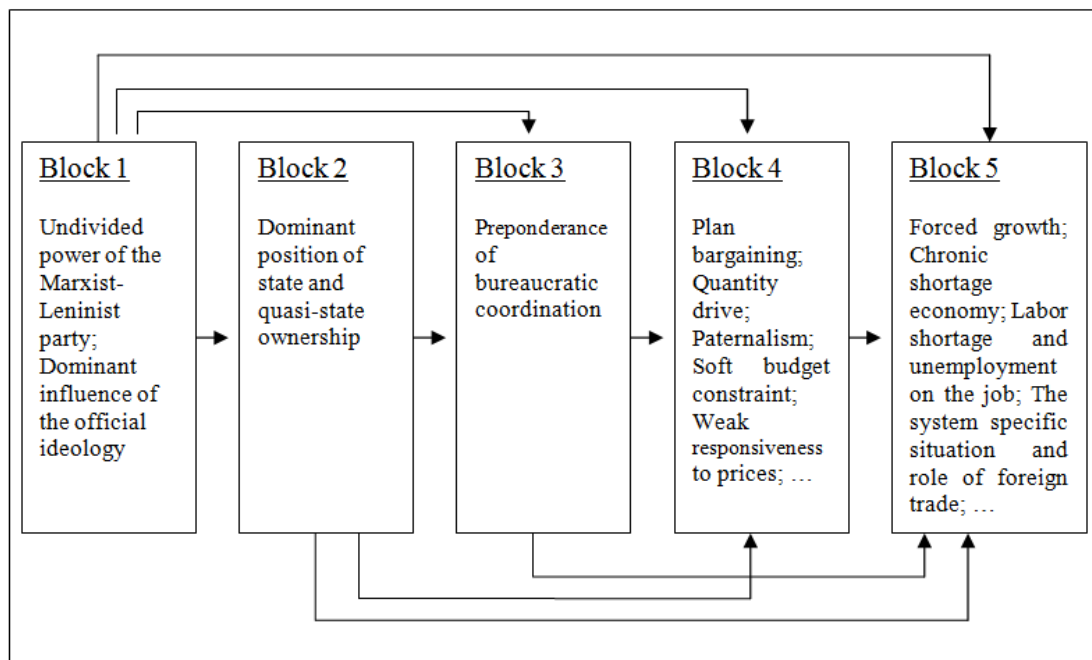 Block 1
Undivided
power of the
Marxist-
Leninist
party;
Dominant
influence of
the official
ideology
Block 2
Dominant
position of
state and
quasi-state
ownership
Block 3
Preponderance
of
bureaucratic
coordination
Block 4
Plan
bargaining;
Quantity
drive;
Paternalism;
Soft budget
constraint;
Weak
responsiveness
to prices; …
Block 5
Forced growth;
Chronic
shortage
economy; Labor
shortage and
unemployment
on the job; The
system specific
situation and
role of foreign
trade; …